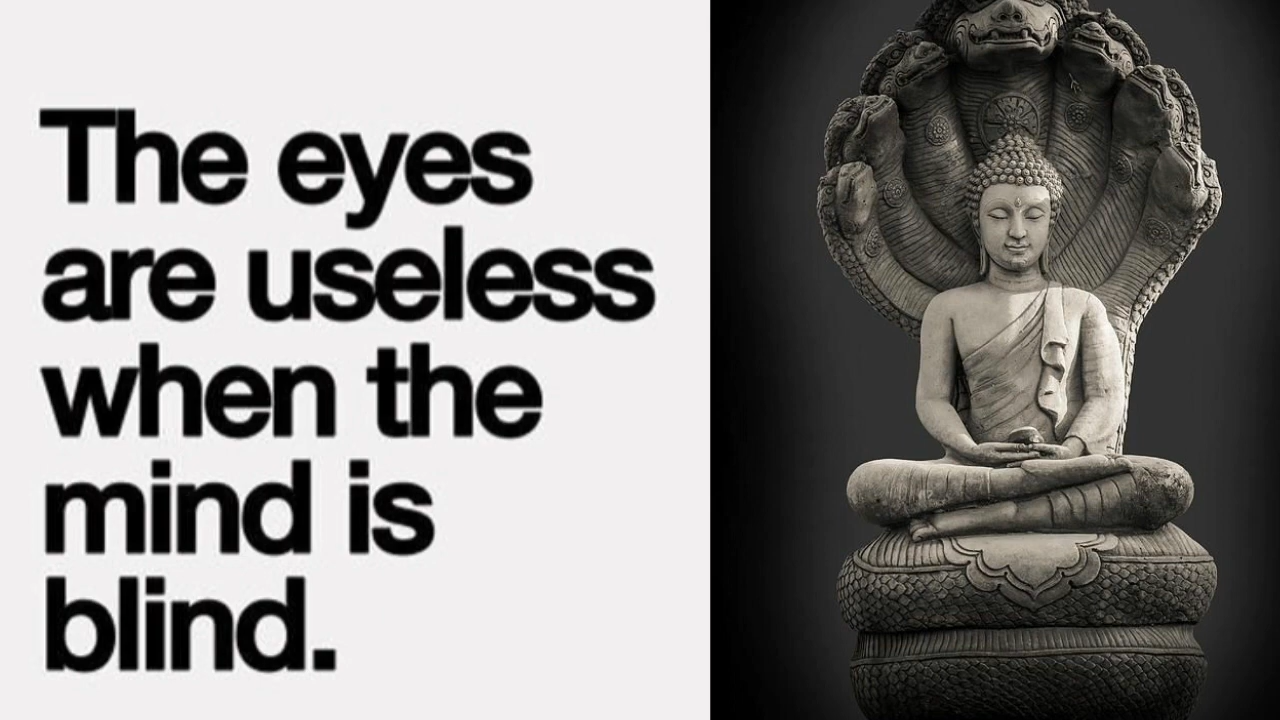 The eyes
are useless
when the
mind is
blind.